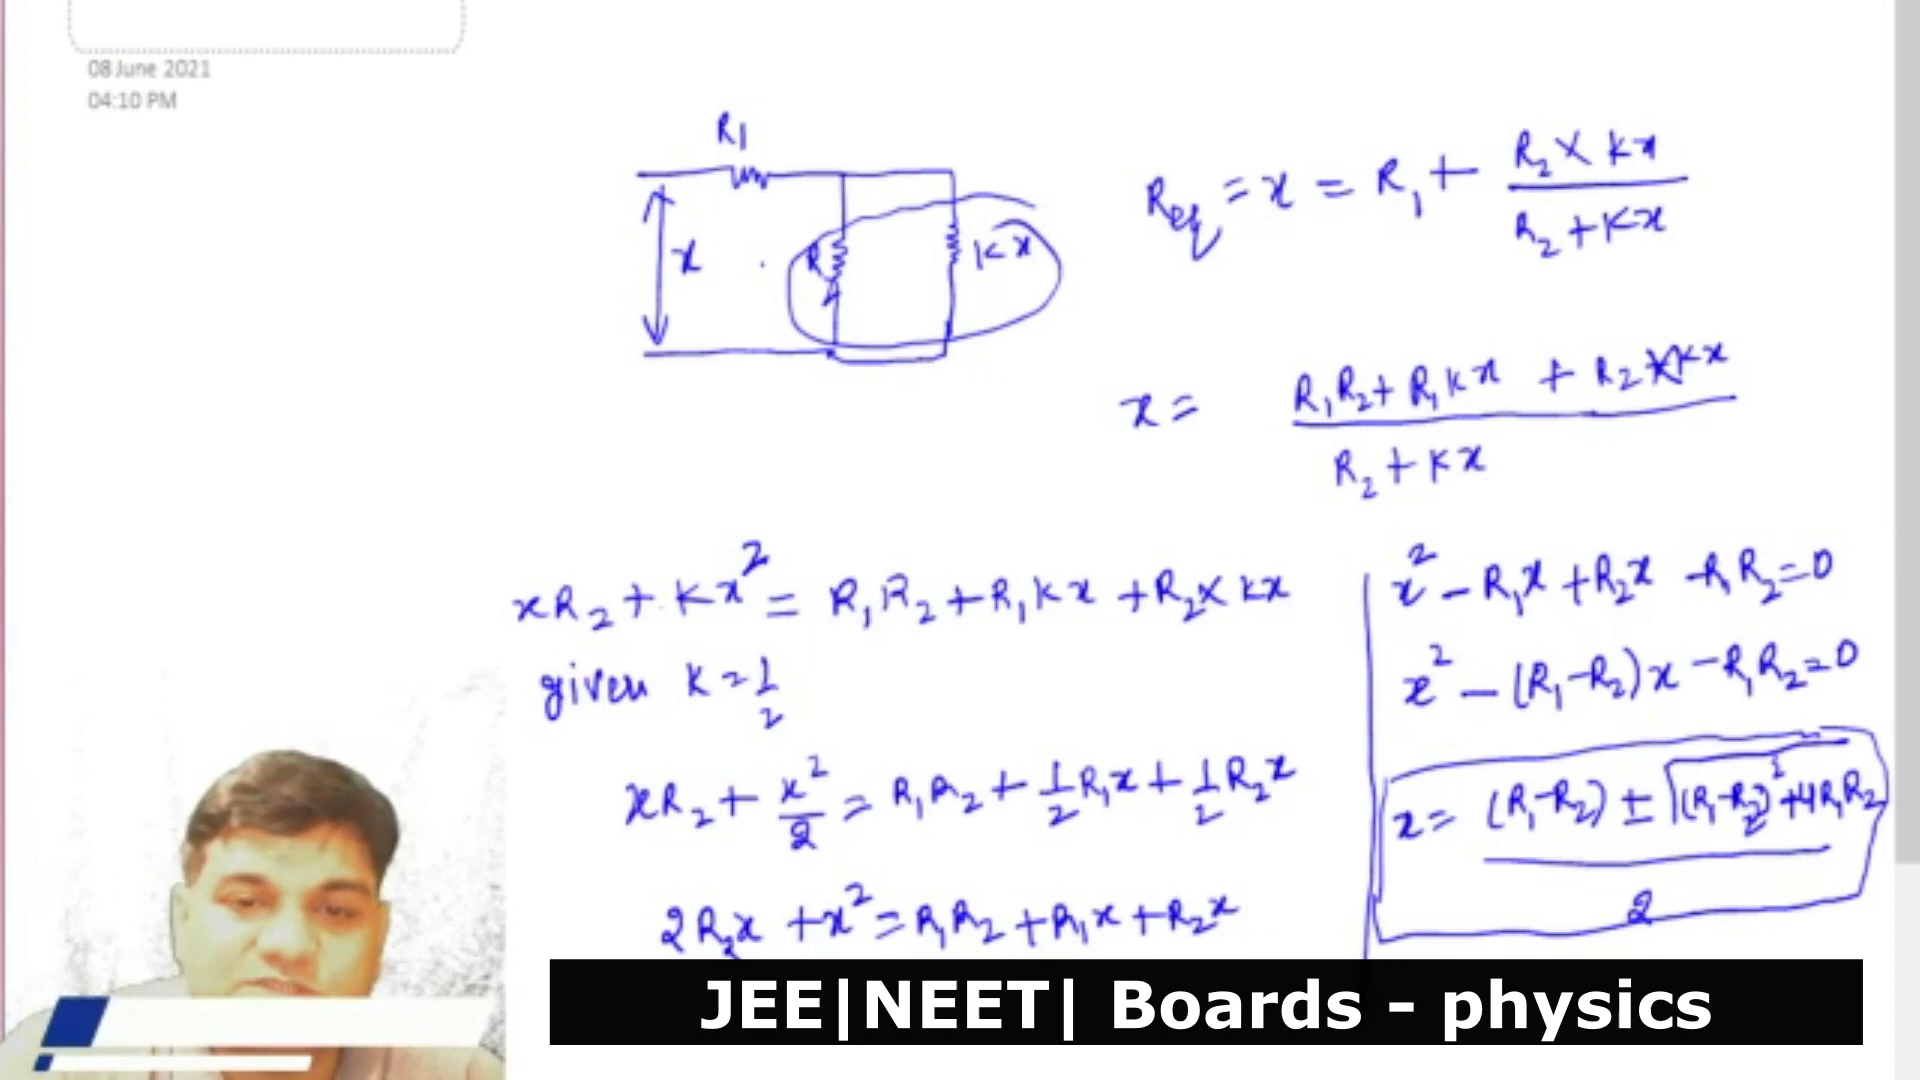 08 June 2021
04:10 PM
R₁
x
R₂
Kx
Req = x = R₁ + (R₂ × Kx)/(R₂ + Kx)
x = (R₁R₂ + R₁Kx + R₂ × Kx)/(R₂ + Kx)
xR₂ + Kx² = R₁R₂ + R₁Kx + R₂ × Kx
given K = 1/2
xR₂ + x²/2 = R₁R₂ + 1/2 R₁x + 1/2 R₂x
2R₂x + x² = R₁R₂ + R₁x + R₂x
x² - R₁x + R₂x - R₁R₂ = 0
x² - (R₁-R₂)x - R₁R₂ = 0
x = ((R₁-R₂) ± √((R₁-R₂)² + 4R₁R₂))/2
JEE|NEET| Boards - physics